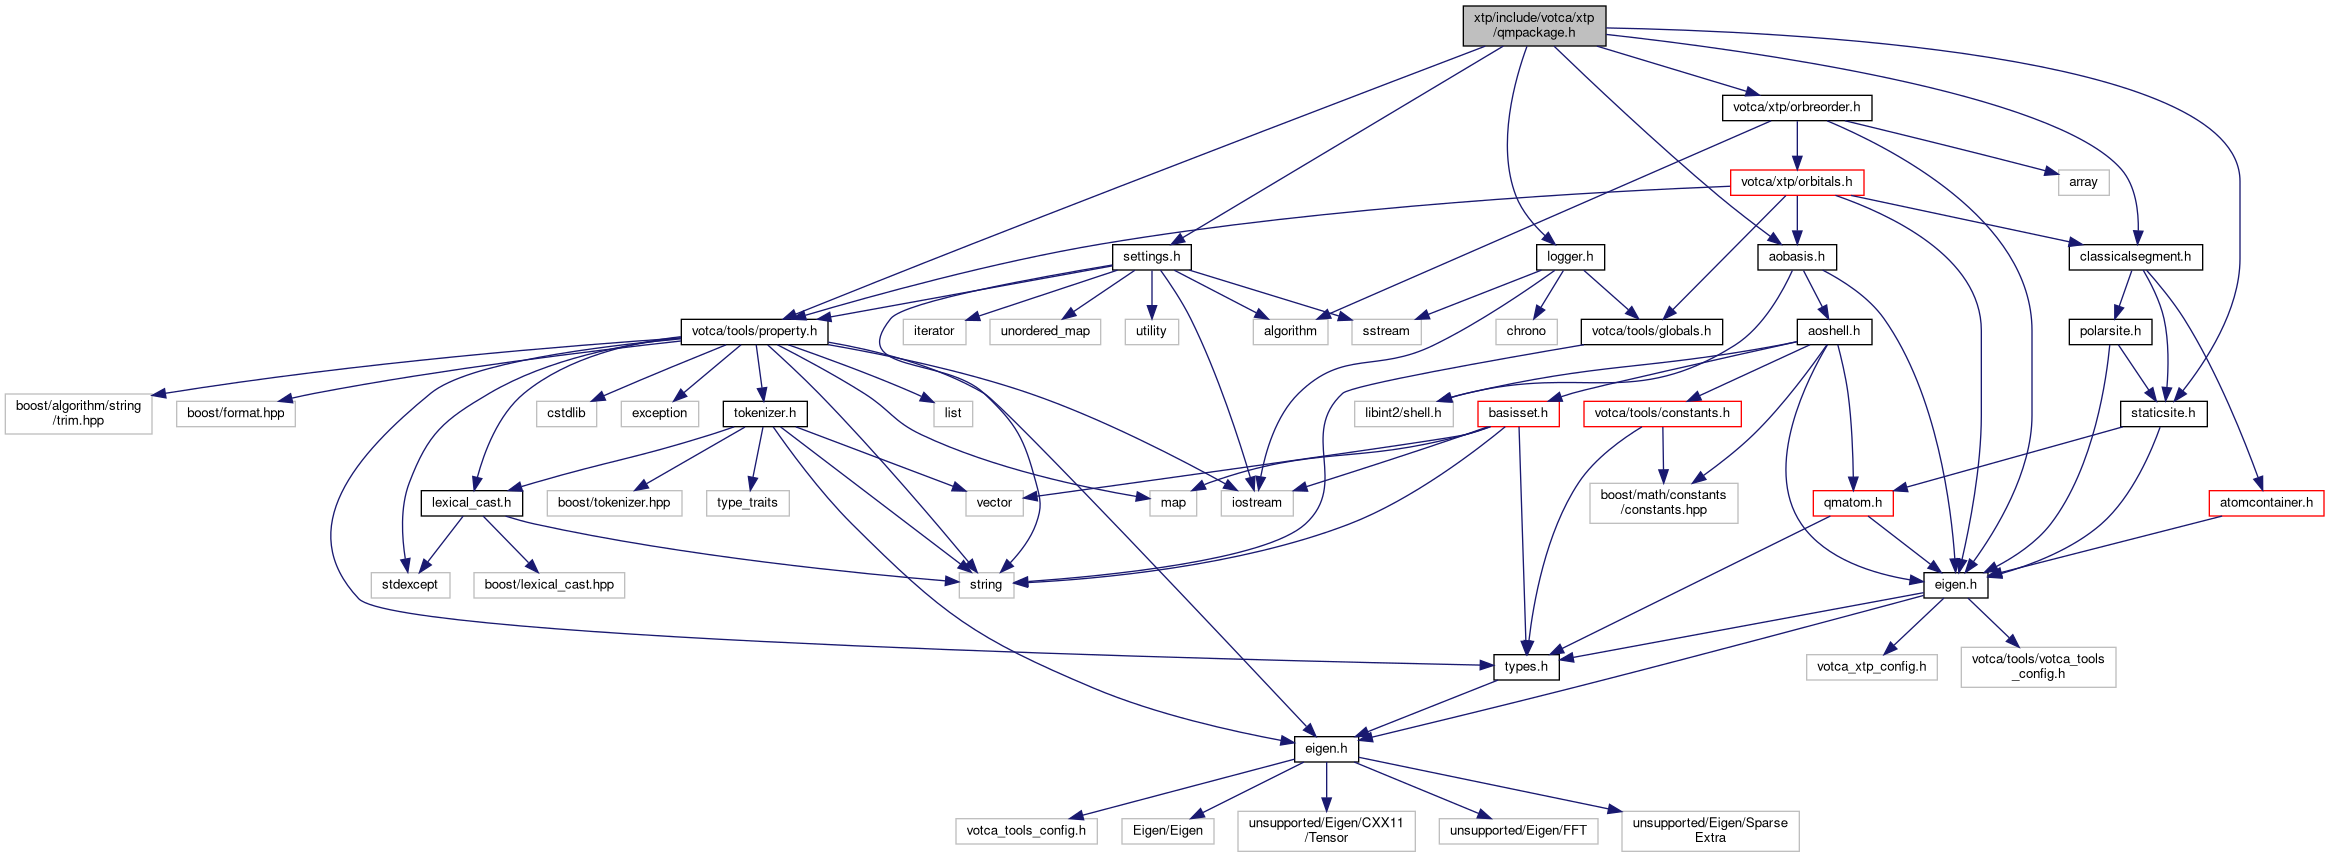 xtp/include/votca/xtp
/qmpackage.h
votca/xtp/orbreorder.h
votca/xtp/orbitals.h
array
settings.h
logger.h
aobasis.h
classicalsegment.h
votca/tools/property.h
iterator
unordered_map
utility
algorithm
sstream
chrono
votca/tools/globals.h
aoshell.h
polarsite.h
boost/algorithm/string
/trim.hpp
boost/format.hpp
cstdlib
exception
tokenizer.h
list
libint2/shell.h
basisset.h
votca/tools/constants.h
staticsite.h
lexical_cast.h
boost/tokenizer.hpp
type_traits
vector
map
iostream
boost/math/constants
/constants.hpp
qmatom.h
atomcontainer.h
stdexcept
boost/lexical_cast.hpp
string
eigen.h
types.h
votca_xtp_config.h
votca/tools/votca_tools
_config.h
eigen.h
votca_tools_config.h
Eigen/Eigen
unsupported/Eigen/CXX11
/Tensor
unsupported/Eigen/FFT
unsupported/Eigen/Sparse
Extra